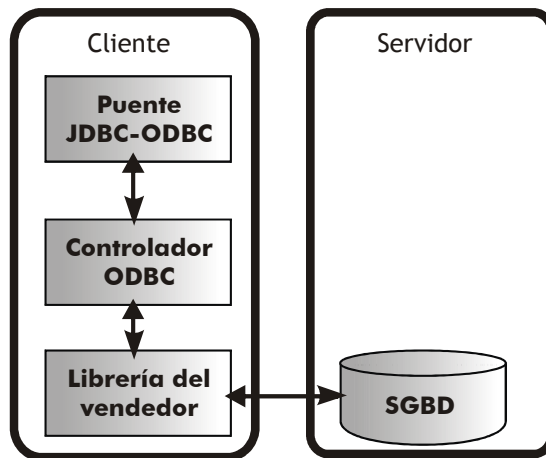 Cliente
Puente
JDBC-ODBC
Controlador
ODBC
Librería del
vendedor
Servidor
SGBD